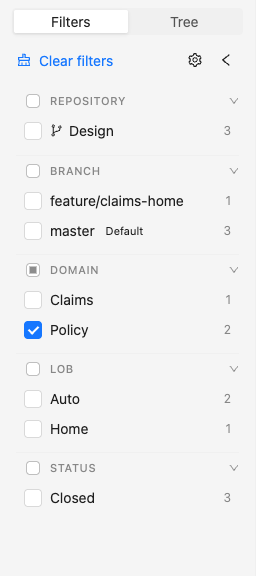 Filters Tree
Clear filters
REPOSITORY
Design 3
BRANCH
feature/claims-home 1
master Default 3
DOMAIN
Claims 1
Policy 2
LOB
Auto 2
Home 1
STATUS
Closed 3